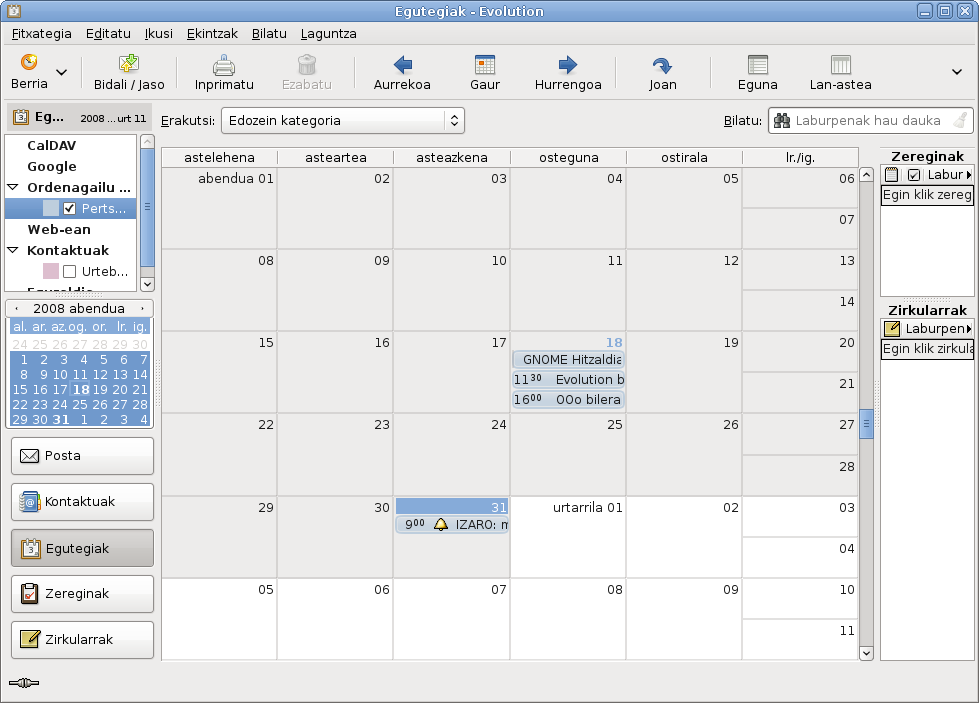 Egutegiak - Evolution
Fitxategia Editatu Ikusi Ekintzak Bilatu Laguntza
Berria Bidali / Jaso Inprimatu Ezabatu Aurrekoa Gaur Hurrengoa Joan Eguna Lan-astea
Eg... 2008 ...urt 11 Erakutsi: Edozein kategoria Bilatu: Laburpenak hau dauka
CalDAV
Google
Ordenagailu ...
Perts...
Web-ean
Kontaktuak
Urteb...
2008 abendua
al. ar. az. og. or. lr. ig.
24 25 26 27 28 29 30
1 2 3 4 5 6 7
8 9 10 11 12 13 14
15 16 17 18 19 20 21
22 23 24 25 26 27 28
29 30 31 1 2 3 4
Posta
Kontaktuak
Egutegiak
Zereginak
Zirkularrak
astelehena asteartea asteazkena osteguna ostirala lr./ig.
abendua 01 02 03 04 05 06
07
08 09 10 11 12 13
14
15 16 17 18 19 20
GNOME Hitzaldia
11 30 Evolution b
21
16 00 OOo bilera
22 23 24 25 26 27
28
29 30 31 urtarrila 01 02 03
9 00 IZARO: m
04
05 06 07 08 09 10
11
Zereginak
Labur
Egin klik zereg
Zirkularrak
Laburpen
Egin klik zirkula